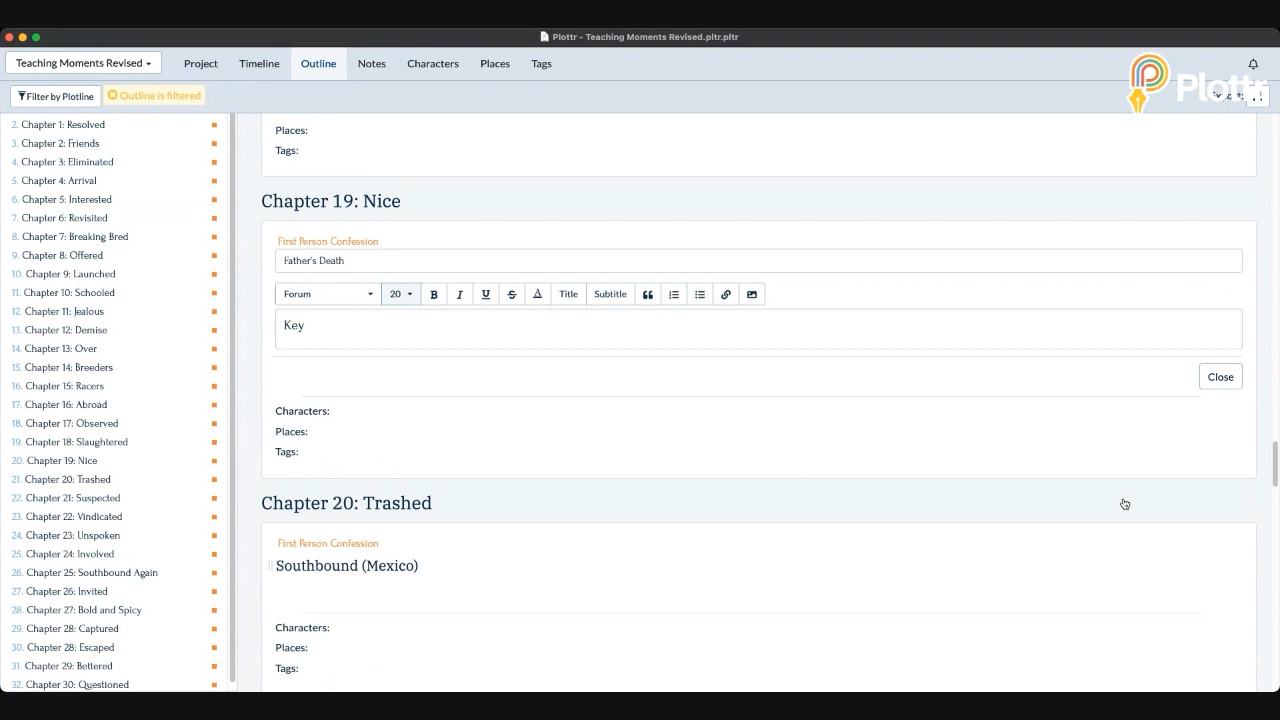 Plottr - Teaching Moments Revised.pltr.pltr
Teaching Moments Revised
Project
Timeline
Outline
Notes
Characters
Places
Tags
Plottr
Filter by Plotline
Outline is filtered
2. Chapter 1: Resolved
3. Chapter 2: Friends
4. Chapter 3: Eliminated
5. Chapter 4: Arrival
6. Chapter 5: Interested
7. Chapter 6: Revisited
8. Chapter 7: Breaking Bred
9. Chapter 8: Offered
10. Chapter 9: Launched
11. Chapter 10: Schooled
12. Chapter 11: Jealous
13. Chapter 12: Demise
14. Chapter 13: Over
15. Chapter 14: Breeders
16. Chapter 15: Racers
17. Chapter 16: Abroad
18. Chapter 17: Observed
19. Chapter 18: Slaughtered
20. Chapter 19: Nice
21. Chapter 20: Trashed
22. Chapter 21: Suspected
23. Chapter 22: Vindicated
24. Chapter 23: Unspoken
25. Chapter 24: Involved
26. Chapter 25: Southbound Again
27. Chapter 26: Invited
28. Chapter 27: Bold and Spicy
29. Chapter 28: Captured
30. Chapter 28: Escaped
31. Chapter 29: Bettered
32. Chapter 30: Questioned
Places:
Tags:
Chapter 19: Nice
First Person Confession
Father's Death
Forum 20 B I U S A Title Subtitle
Key
Close
Characters:
Places:
Tags:
Chapter 20: Trashed
First Person Confession
Southbound (Mexico)
Characters:
Places:
Tags: